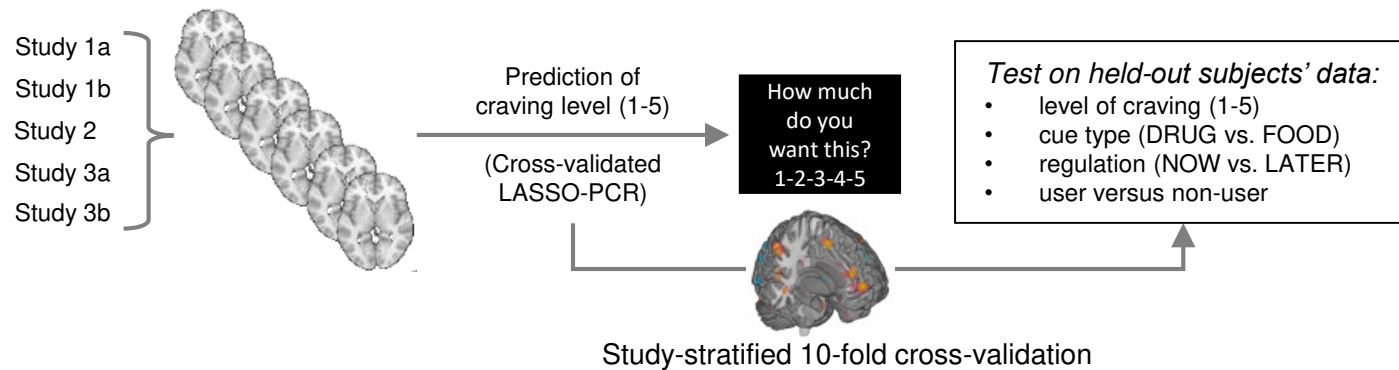 Study 1a
Study 1b
Study 2
Study 3a
Study 3b
Prediction of
craving level (1-5)
(Cross-validated
LASSO-PCR)
How much
do you
want this?
1-2-3-4-5
Test on held-out subjects' data:
• level of craving (1-5)
• cue type (DRUG vs. FOOD)
• regulation (NOW vs. LATER)
• user versus non-user
Study-stratified 10-fold cross-validation